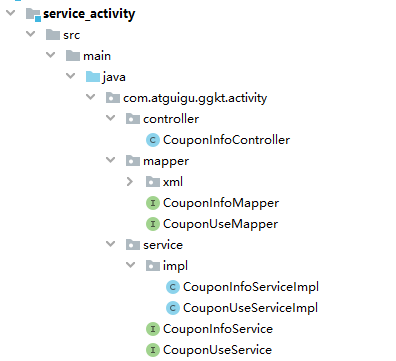 service_activity
src
main
java
com.atguigu.ggkt.activity
controller
C CouponInfoController
mapper
xml
I CouponInfoMapper
I CouponUseMapper
service
impl
C CouponInfoServiceImpl
C CouponUseServiceImpl
I CouponInfoService
I CouponUseService